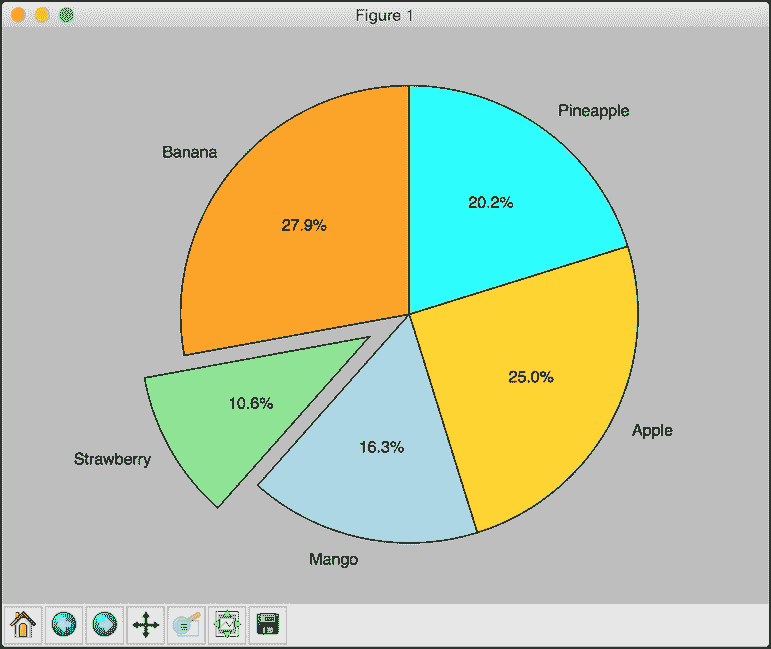 Figure 1
Pineapple
Banana
20.2%
27.9%
25.0%
10.6%
Apple
16.3%
Strawberry
Mango